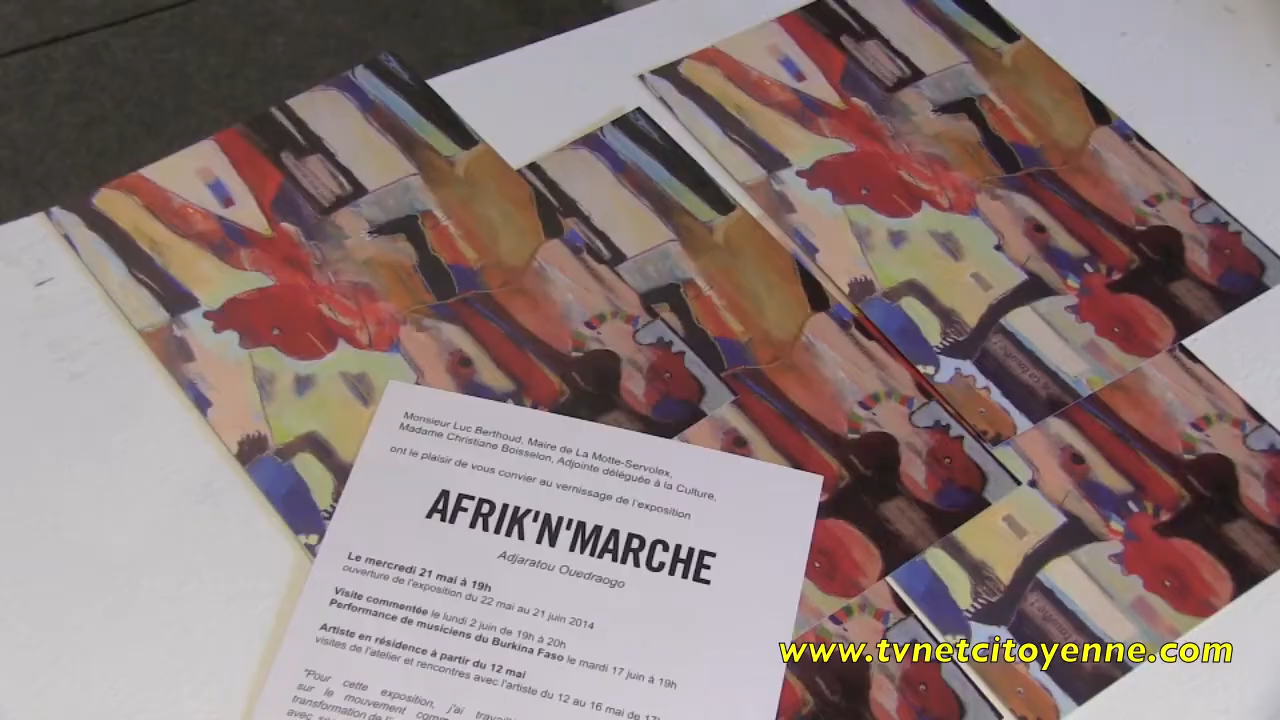 Monsieur Luc Berthoud, Maire de La Motte-Servolex,
Madame Christiane Boisselon, Adjointe déléguée à la Culture,
ont le plaisir de vous convier au vernissage de l'exposition
AFRIK'N'MARCHE
Adjaratou Ouedraogo
Le mercredi 21 mai à 19h
ouverture de l'exposition du 22 mai au 21 juin 2014
Visite commentée le lundi 2 juin de 19h à 20h
Performance de musiciens du Burkina Faso le mardi 17 juin à 19h
Artiste en résidence à partir du 12 mai
visites de l'atelier et rencontres avec l'artiste du 12 au 16 mai de 17h
"Pour cette exposition, j'ai
sur le mouvement
transformation de
avec
www.tvnetcitoyenne.com